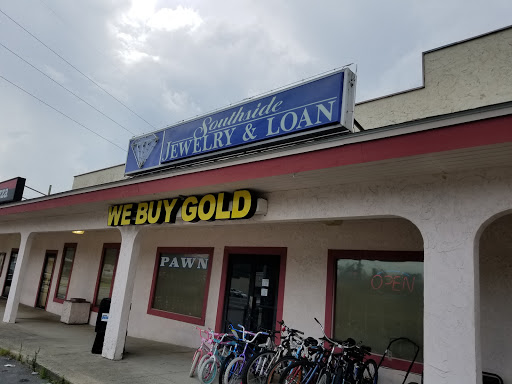 Southside
JEWELRY & LOAN
WE BUY GOLD
PAWN
OPEN